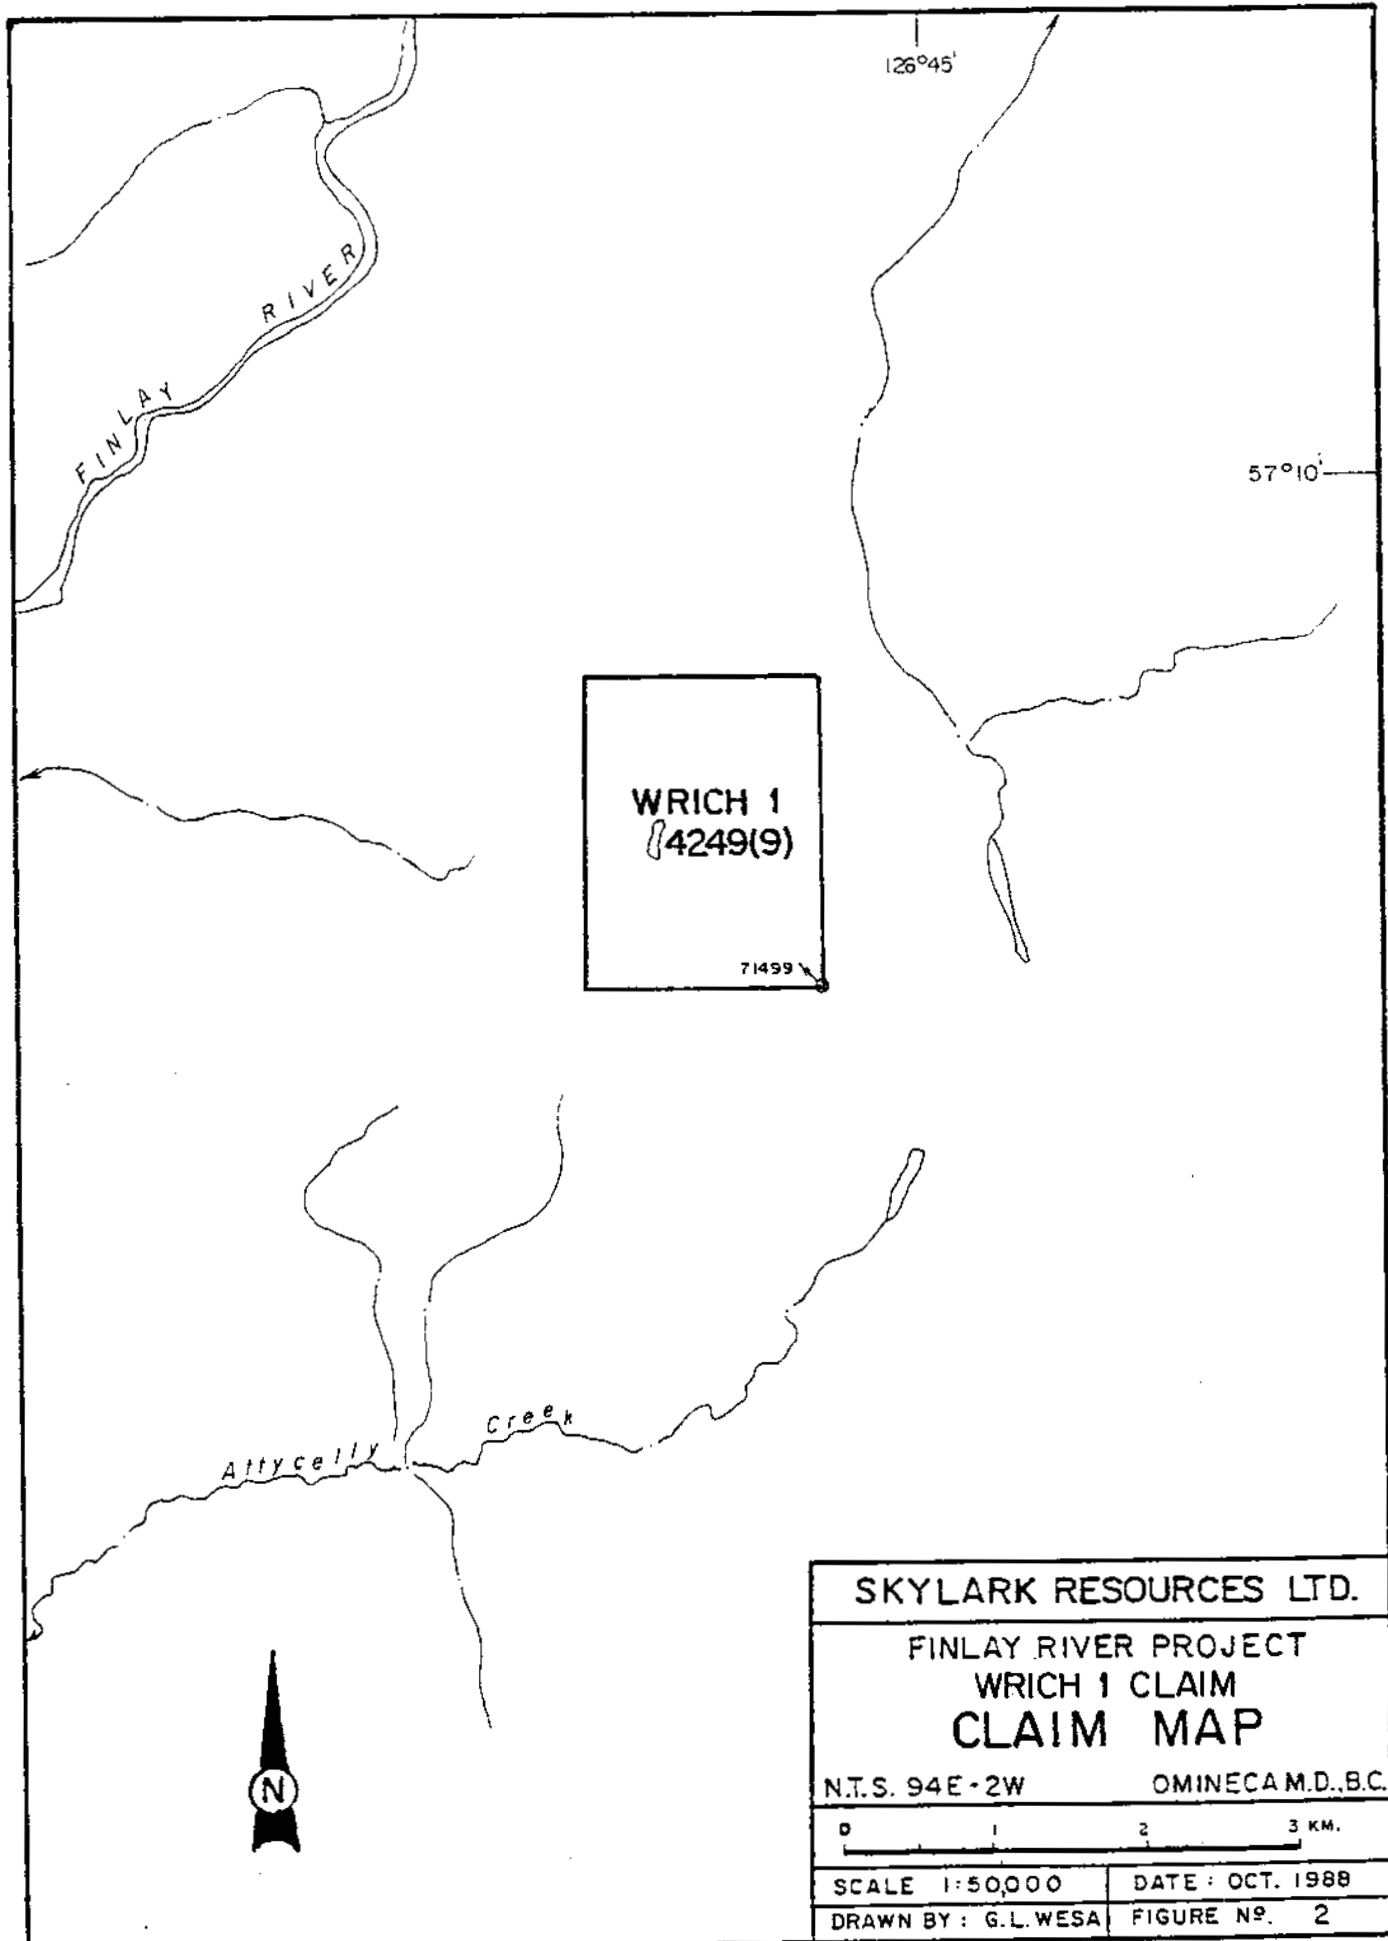 126°45'
FINLAY RIVER
57°10'
WRICH 1
4249(9)
71499
Attycelly Creek
N
SKYLARK RESOURCES LTD.
FINLAY RIVER PROJECT
WRICH 1 CLAIM
CLAIM MAP
N.T.S. 94E-2W OMINECA M.D., B.C.
0 1 2 3 KM.
SCALE 1:50,000 DATE: OCT. 1988
DRAWN BY: G.L. WESA FIGURE Nº. 2